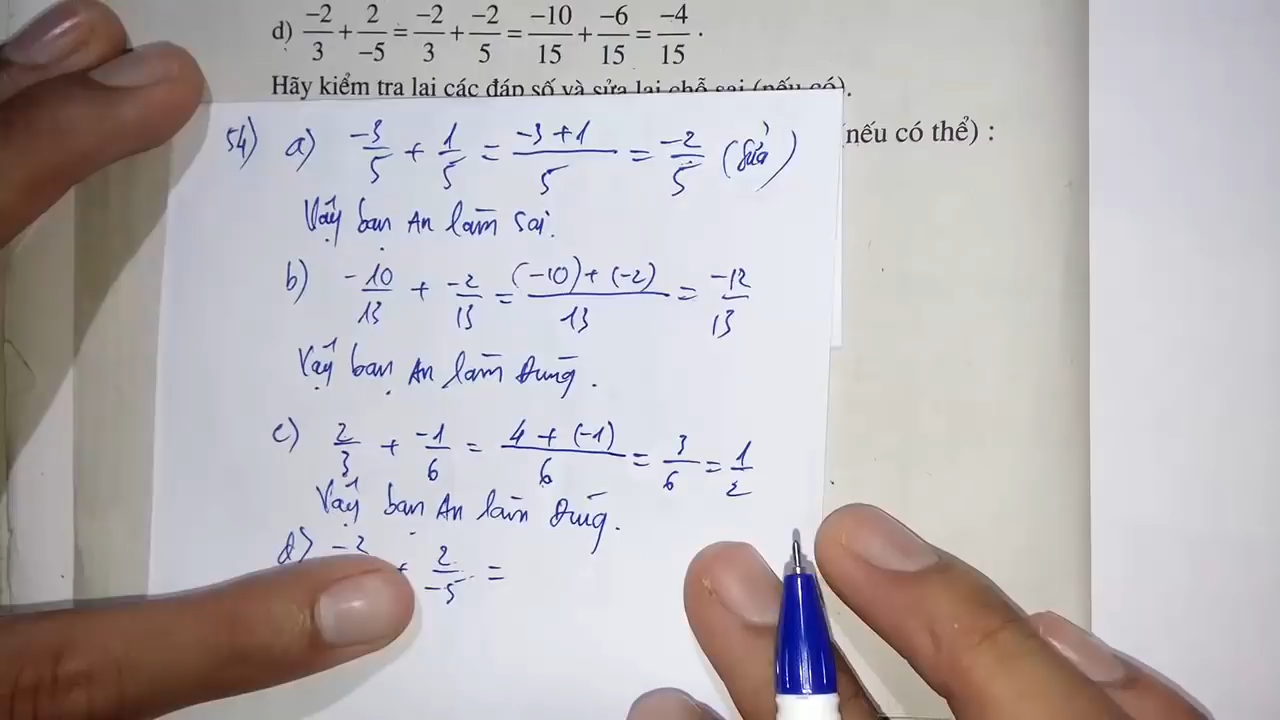 d) -2/3 + 2/-5 = -2/3 + -2/5 = -10/15 + -6/15 = -4/15 .
Hãy kiểm tra lại các đáp số và sửa lại chỗ sai (nếu có).
(nếu có thể) :
54) a) -3/5 + 1/5 = -3+1/5 = -2/5 (sửa)
Vậy bạn An làm sai.
b) -10/13 + -2/13 = (-10)+(-2)/13 = -12/13
Vậy bạn An làm đúng.
c) 2/3 + -1/6 = 4+(-1)/6 = 3/6 = 1/2
Vậy bạn An làm đúng.
d) -2 + 2/-5 =